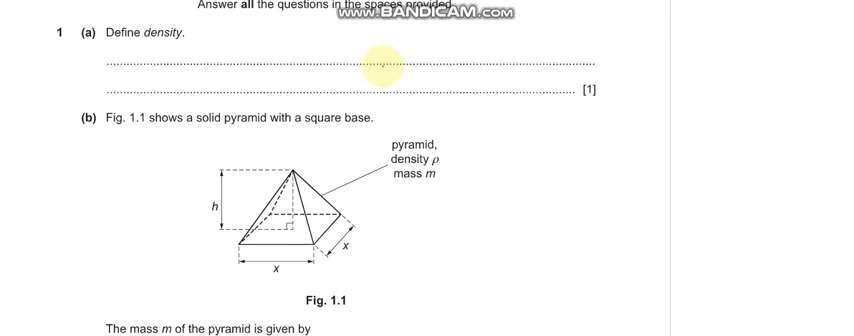 Answer all the questions in the spaces provided
www.BANDICAM.com
1 (a) Define density.
[1]
(b) Fig. 1.1 shows a solid pyramid with a square base.
pyramid,
density ρ
mass m
h
x
x
Fig. 1.1
The mass m of the pyramid is given by